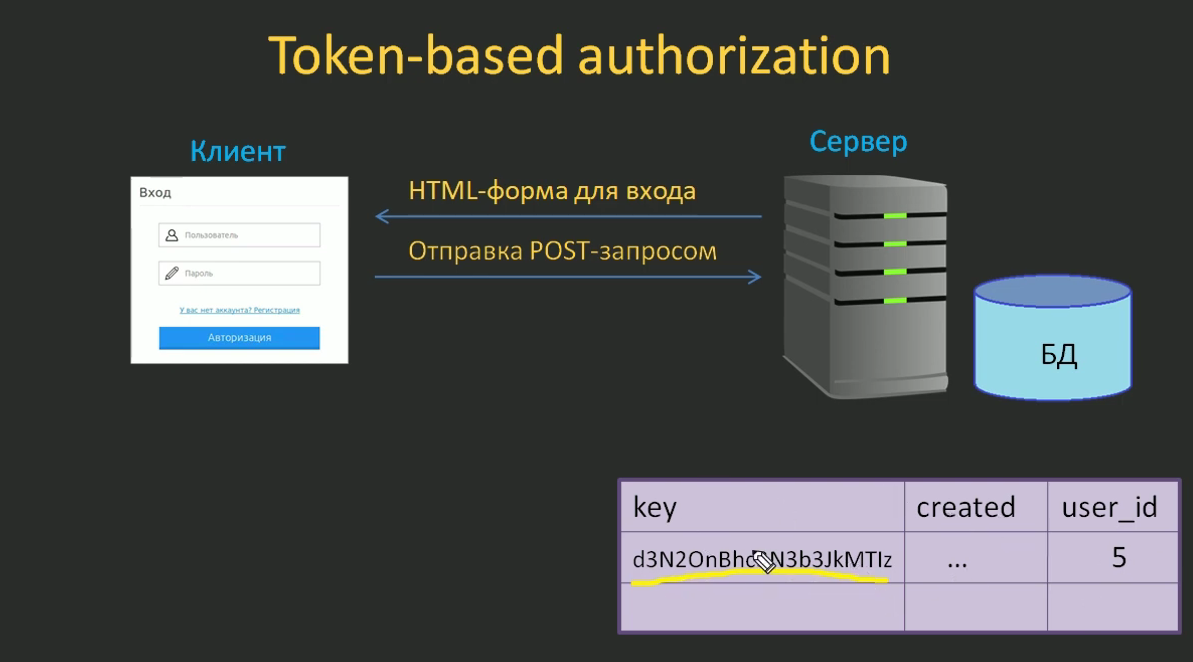 Token-based authorization
Клиент
Сервер
Вход
HTML-форма для входа
Пользователь
Отправка POST-запросом
Пароль
У вас нет аккаунта? Регистрация
Авторизация
БД
key created user_id
... 5